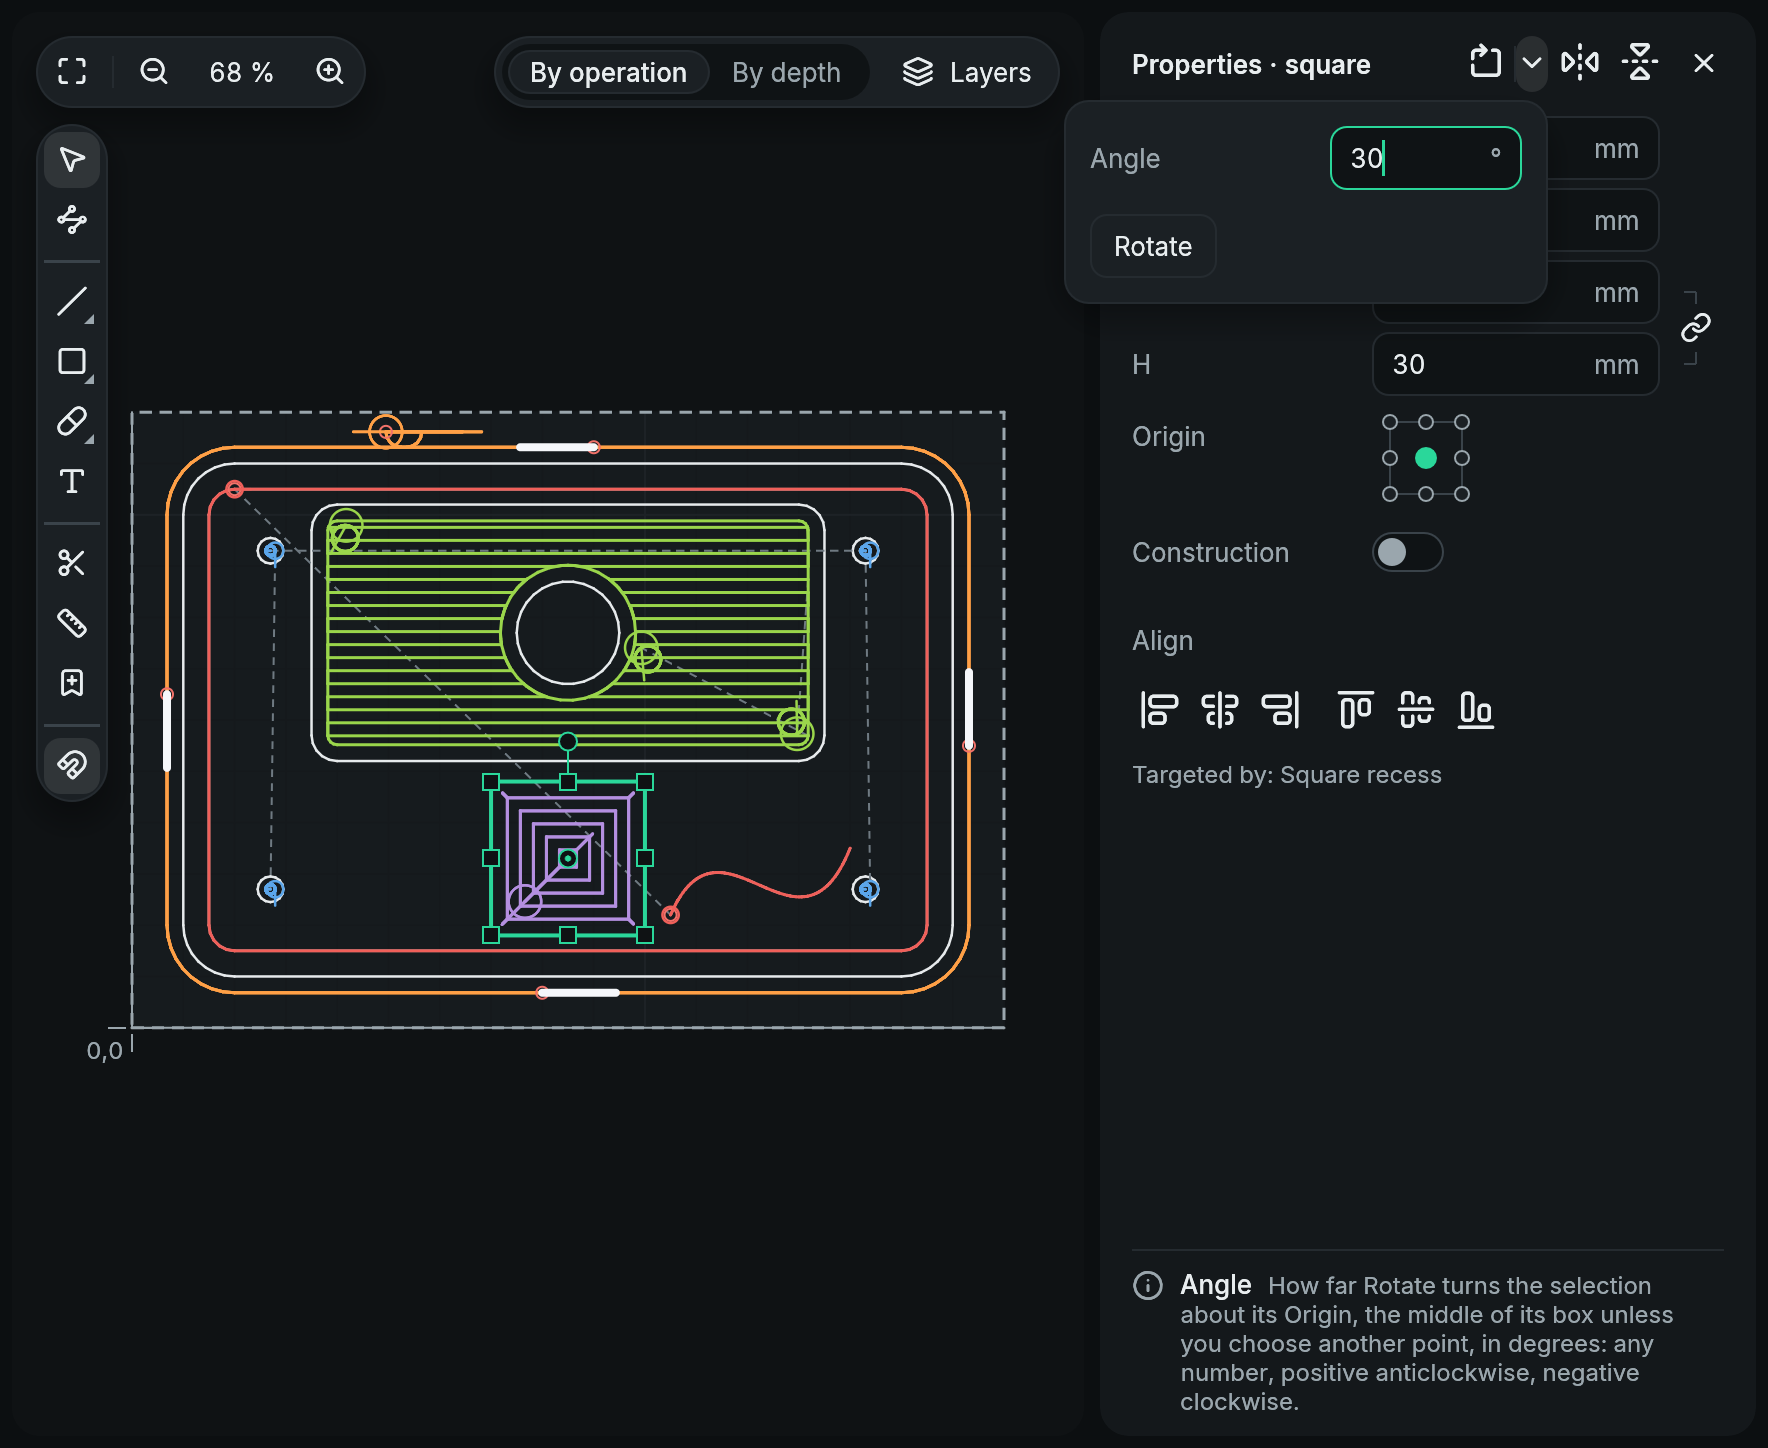 68 %
By operation
By depth
Layers
Properties · square
Angle
30
°
Rotate
mm
mm
mm
H
30
mm
Origin
Construction
Align
Targeted by: Square recess
0,0
Angle How far Rotate turns the selection
about its Origin, the middle of its box unless
you choose another point, in degrees: any
number, positive anticlockwise, negative
clockwise.